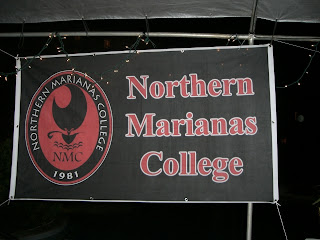 NORTHERN MARIANAS COLLEGE
NMC
1981
Northern
Marianas
College